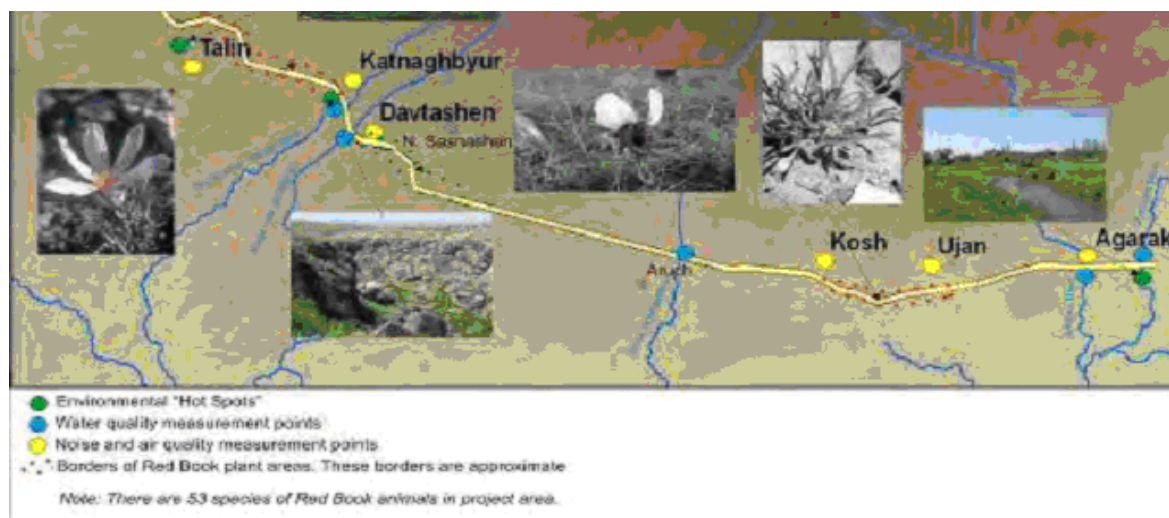 Talin
Katnaghbyur
Davtashen
N. Sasnashen
Kosh
Ujan
Agarak
Aruch
Environmental "Hot Spots"
Water quality measurement points
Noise and air quality measurement points
Borders of Red Book plant areas. These borders are approximate
Note: There are 53 species of Red Book animals in project area.